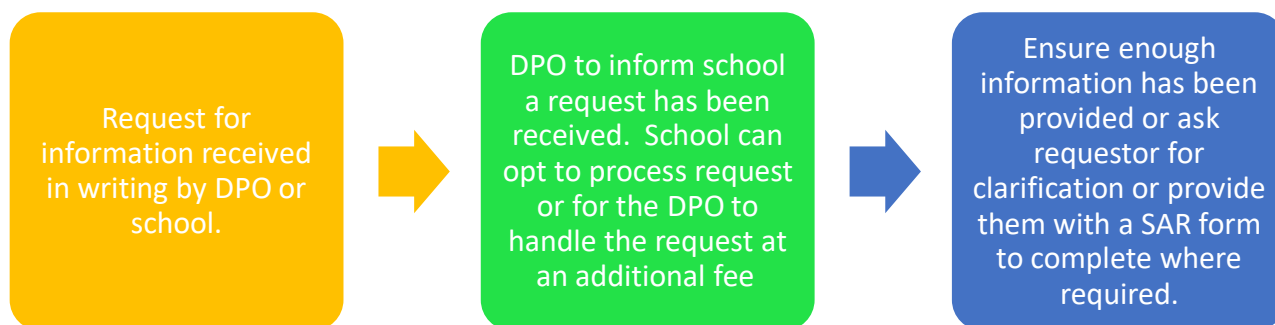 Request for
information received
in writing by DPO or
school.
DPO to inform school
a request has been
received.  School can
opt to process request
or for the DPO to
handle the request at
an additional fee
Ensure enough
information has been
provided or ask
requestor for
clarification or provide
them with a SAR form
to complete where
required.